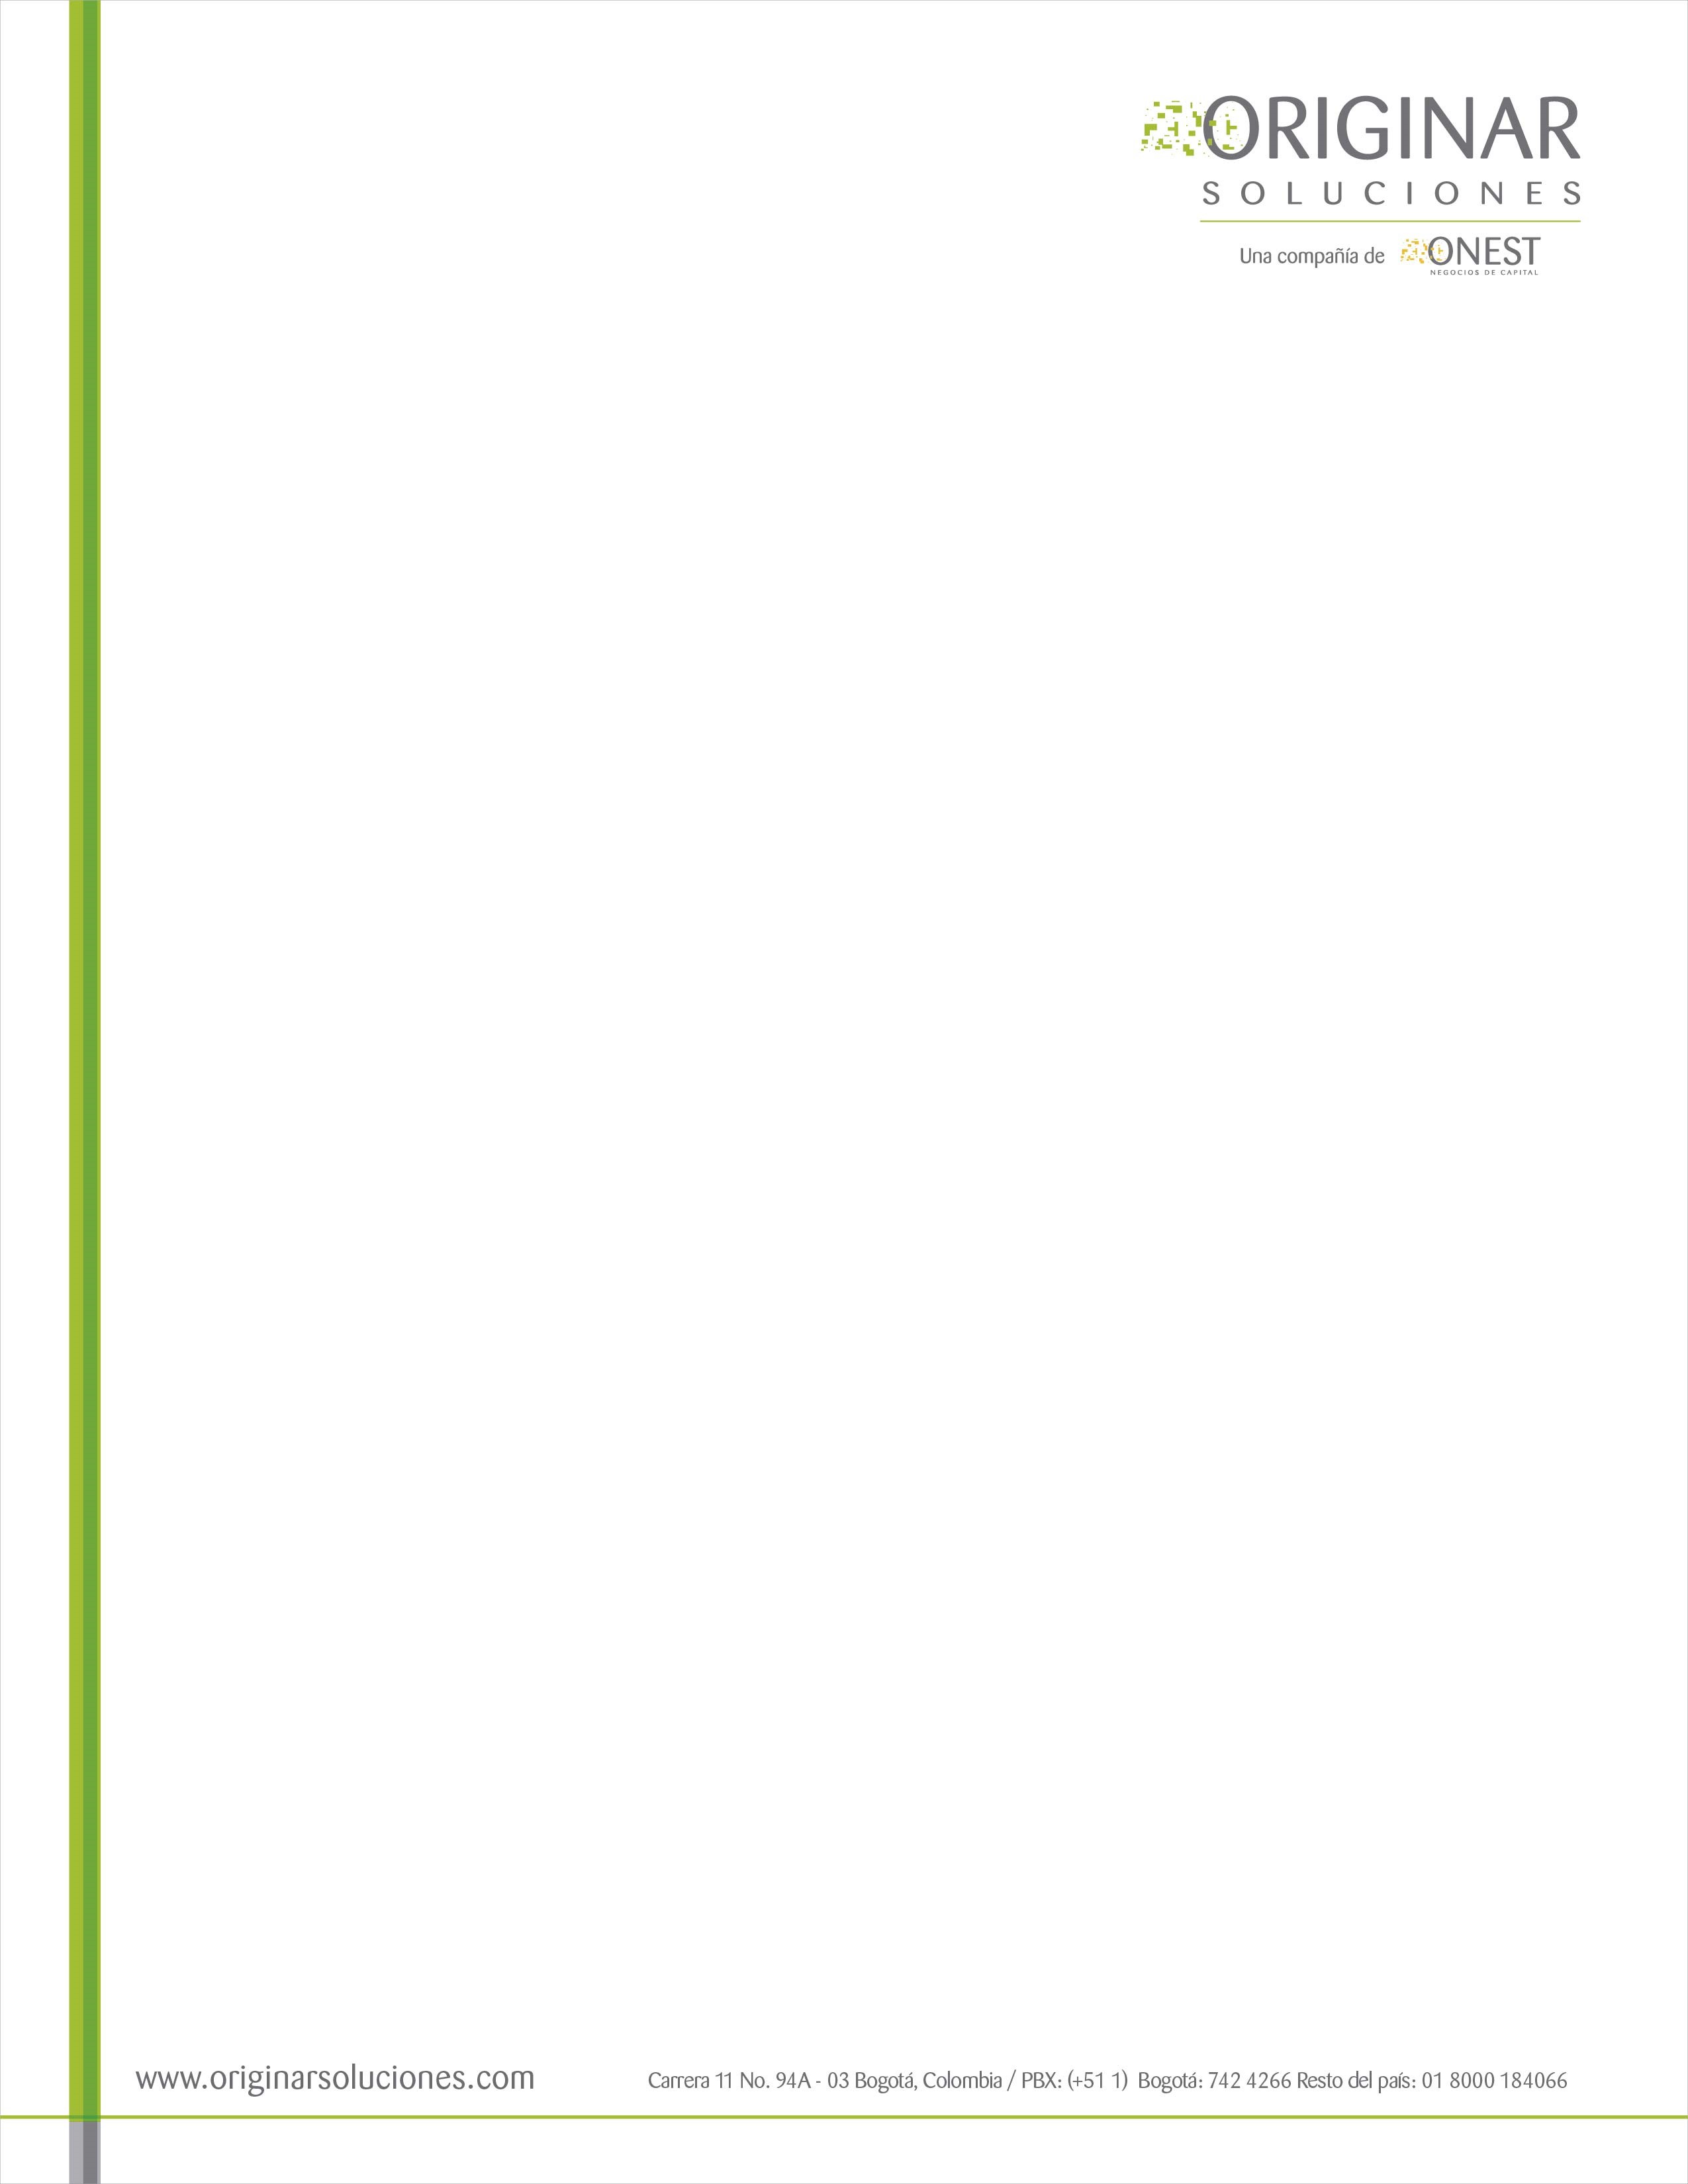 ORIGINAR
SOLUCIONES
Una compañía de ONEST
NEGOCIOS DE CAPITAL
www.originarsoluciones.com Carrera 11 No. 94A - 03 Bogotá, Colombia / PBX: (+51 1) Bogotá: 742 4266 Resto del país: 01 8000 184066